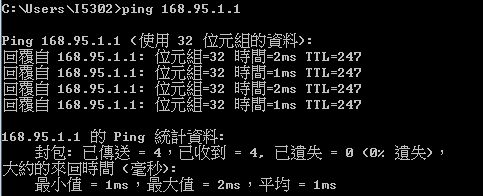 C:\Users\I5302>ping 168.95.1.1
Ping 168.95.1.1 (使用 32 位元組的資料):
回覆自 168.95.1.1: 位元組=32 時間=2ms TTL=247
回覆自 168.95.1.1: 位元組=32 時間=1ms TTL=247
回覆自 168.95.1.1: 位元組=32 時間=1ms TTL=247
回覆自 168.95.1.1: 位元組=32 時間=1ms TTL=247
168.95.1.1 的 Ping 統計資料:
封包: 已傳送 = 4，已收到 = 4, 已遺失 = 0 (0% 遺失)，
大約的來回時間 (毫秒):
最小值 = 1ms，最大值 = 2ms，平均 = 1ms